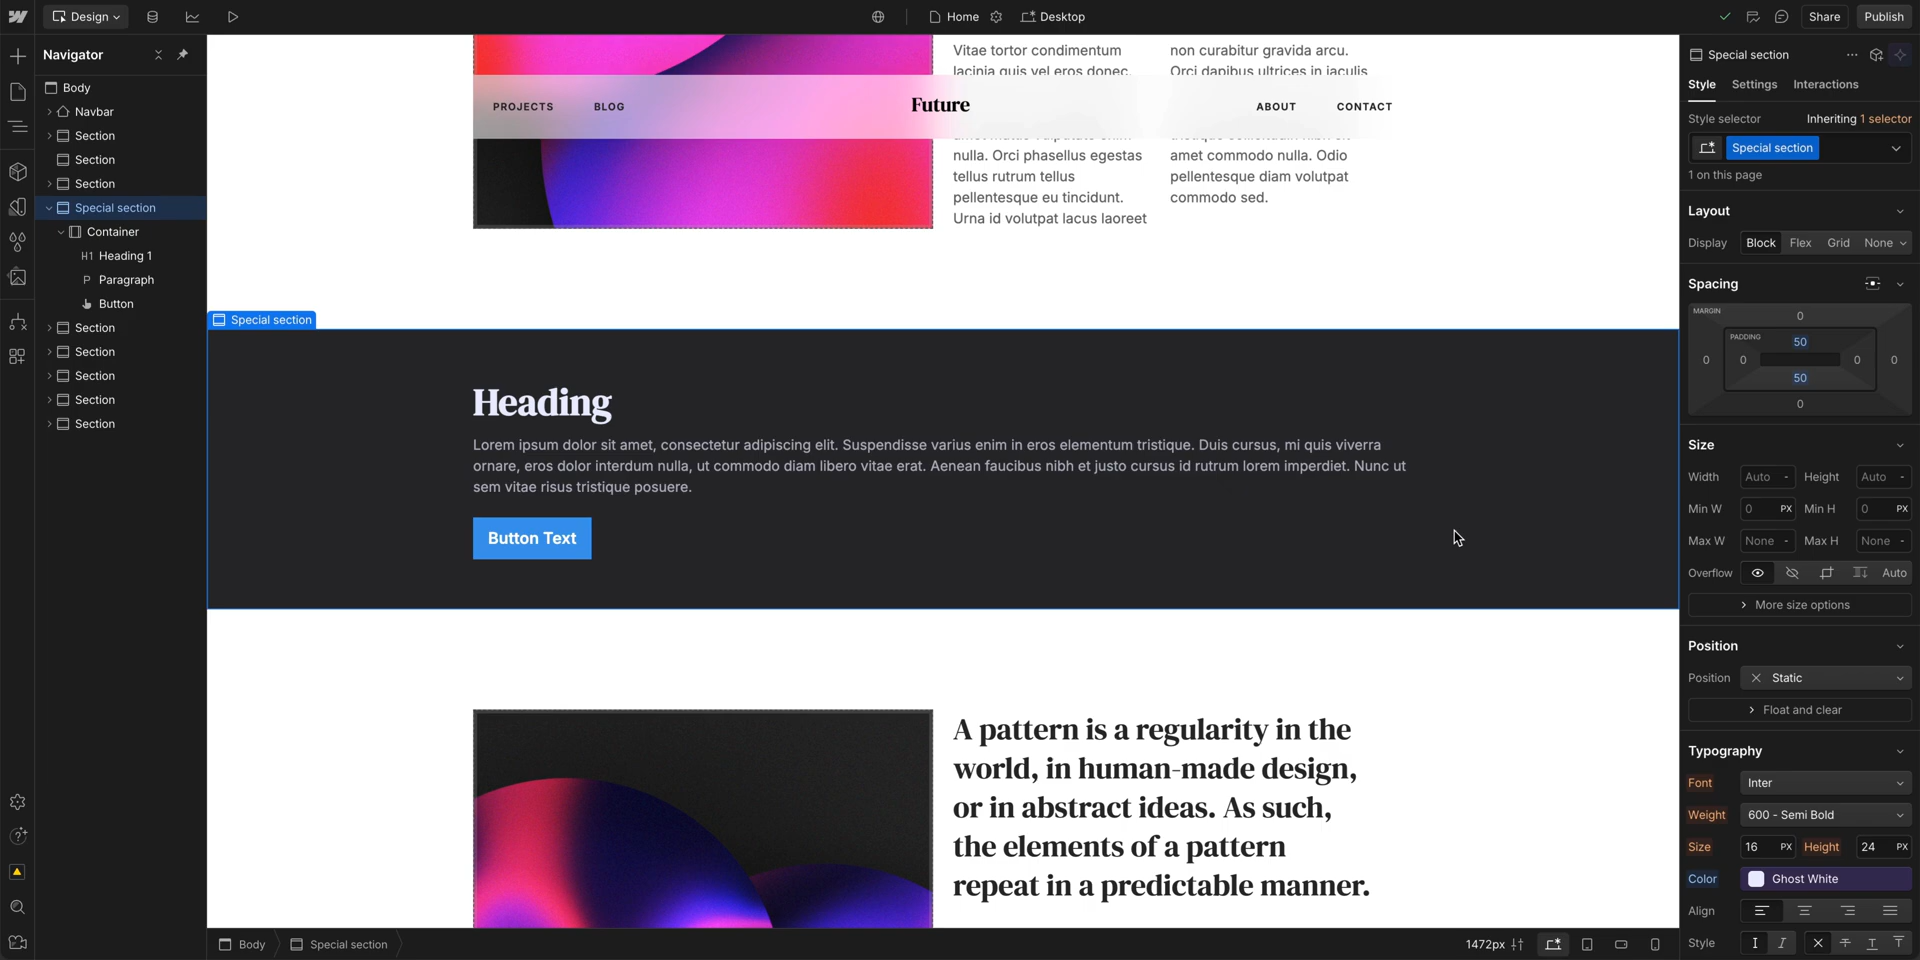 Design
Home
Desktop
Share
Publish
Navigator
Body
Navbar
Section
Section
Section
Special section
Container
H1 Heading 1
P Paragraph
Button
Section
Section
Section
Section
Section
Vitae tortor condimentum
lacinia quis vel eros donec.
non curabitur gravida arcu.
Orci dapibus ultrices in iaculis
PROJECTS
BLOG
Future
ABOUT
CONTACT
nulla. Orci phasellus egestas
tellus rutrum tellus
pellentesque eu tincidunt.
Urna id volutpat lacus laoreet
amet commodo nulla. Odio
pellentesque diam volutpat
commodo sed.
Special section
Heading
Lorem ipsum dolor sit amet, consectetur adipiscing elit. Suspendisse varius enim in eros elementum tristique. Duis cursus, mi quis viverra
ornare, eros dolor interdum nulla, ut commodo diam libero vitae erat. Aenean faucibus nibh et justo cursus id rutrum lorem imperdiet. Nunc ut
sem vitae risus tristique posuere.
Button Text
A pattern is a regularity in the
world, in human-made design,
or in abstract ideas. As such,
the elements of a pattern
repeat in a predictable manner.
Body
Special section
1472px
Special section
Style
Settings
Interactions
Style selector
Inheriting 1 selector
Special section
1 on this page
Layout
Display
Block
Flex
Grid
None
Spacing
MARGIN
0
PADDING
50
0
0
0
0
50
0
Size
Width
Auto -
Height
Auto -
Min W
0 PX
Min H
0 PX
Max W
None -
Max H
None -
Overflow
Auto
More size options
Position
Position
Static
Float and clear
Typography
Font
Inter
Weight
600 - Semi Bold
Size
16 PX
Height
24 PX
Color
Ghost White
Align
Style